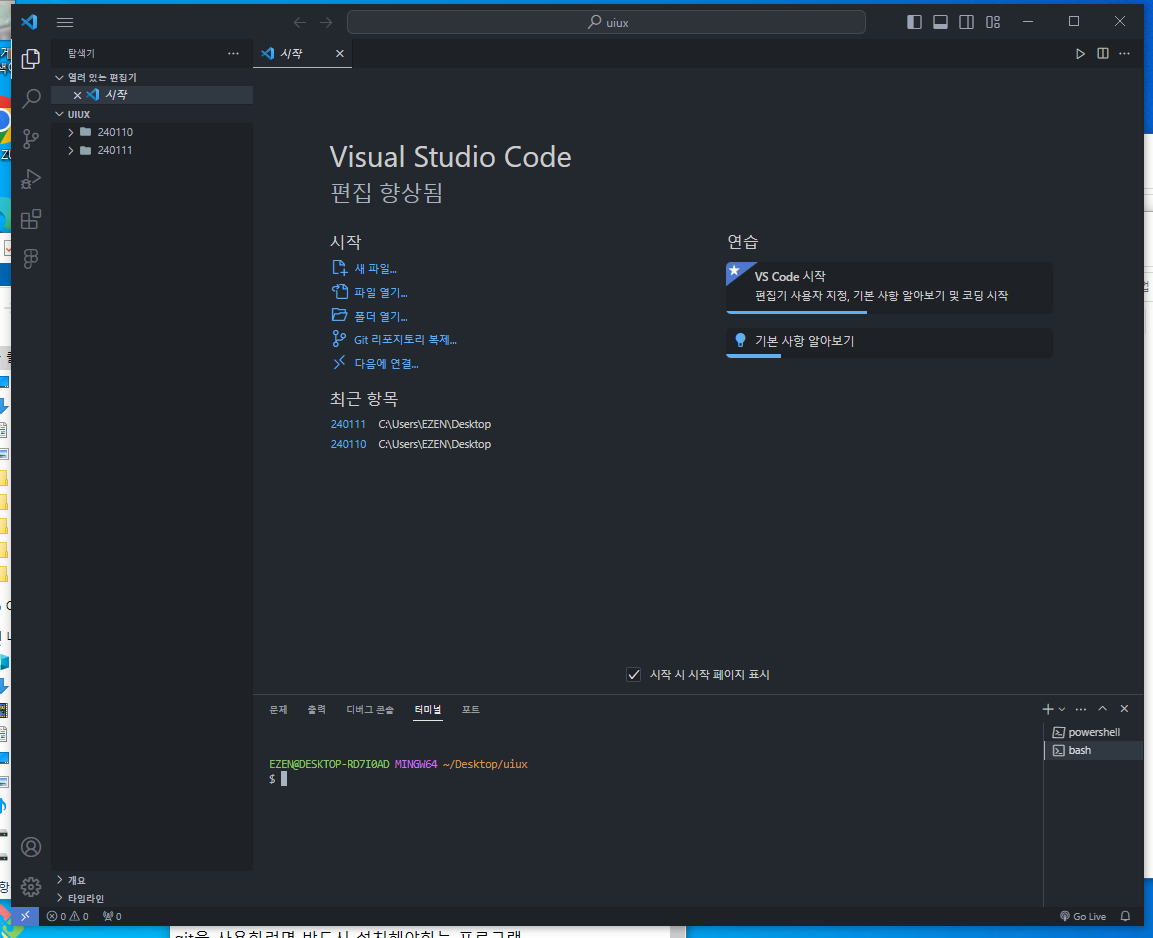 uiux
탐색기
시작
열려 있는 편집기
시작
UIUX
240110
240111
Visual Studio Code
편집 향상됨
시작
새 파일...
파일 열기...
폴더 열기...
Git 리포지토리 복제...
다음에 연결...
최근 항목
240111 C:\Users\EZEN\Desktop
240110 C:\Users\EZEN\Desktop
연습
VS Code 시작
편집기 사용자 지정, 기본 사항 알아보기 및 코딩 시작
기본 사항 알아보기
시작 시 시작 페이지 표시
문제 출력 디버그 콘솔 터미널 포트
powershell
bash
EZEN@DESKTOP-RD7I0AD MINGW64 ~/Desktop/uiux
$
개요
타임라인
0 0 0
Go Live
git을 사용하려면 반드시 설치해야하는 프로그램